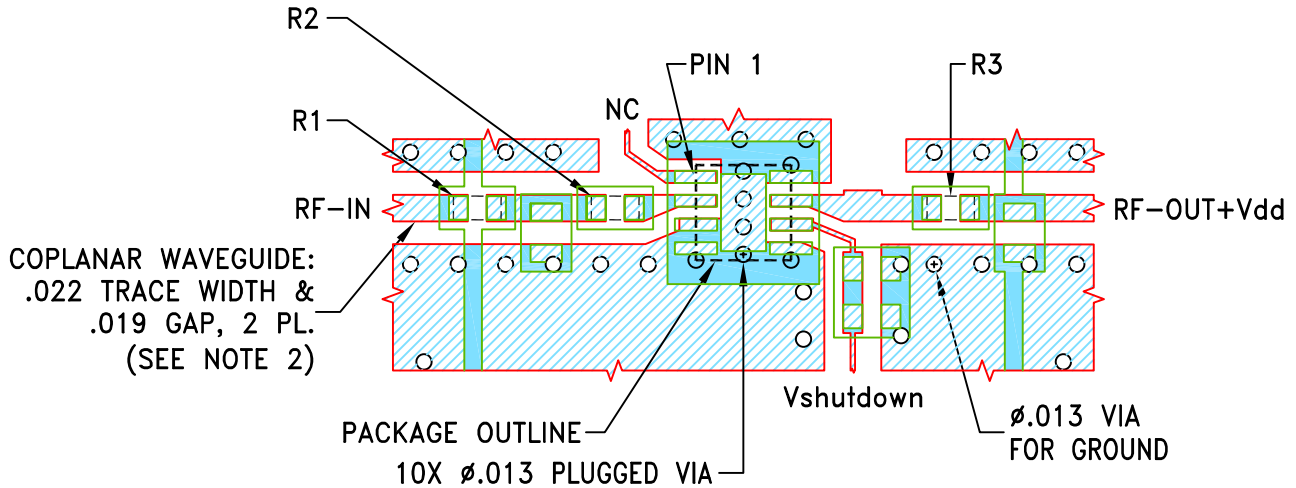 R2
PIN 1
R3
NC
R1
RF-IN
RF-OUT+Vdd
COPLANAR WAVEGUIDE:
.022 TRACE WIDTH &
.019 GAP, 2 PL.
(SEE NOTE 2)
Vshutdown
PACKAGE OUTLINE
ø.013 VIA
FOR GROUND
10X ø.013 PLUGGED VIA